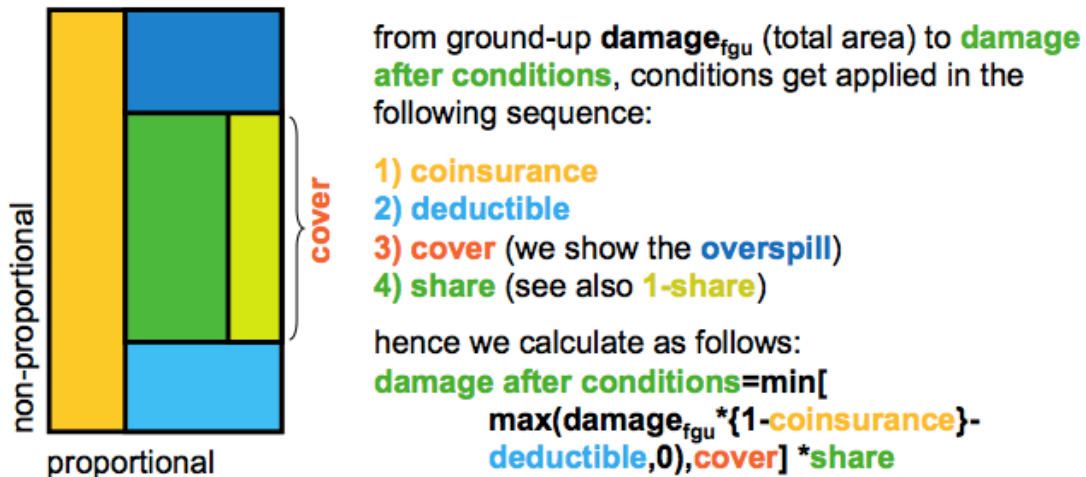 non-proportional
proportional
cover
from ground-up damagefgu (total area) to damage
after conditions, conditions get applied in the
following sequence:
1) coinsurance
2) deductible
3) cover (we show the overspill)
4) share (see also 1-share)
hence we calculate as follows:
damage after conditions=min[
max(damagefgu*{1-coinsurance}-
deductible,0),cover] *share